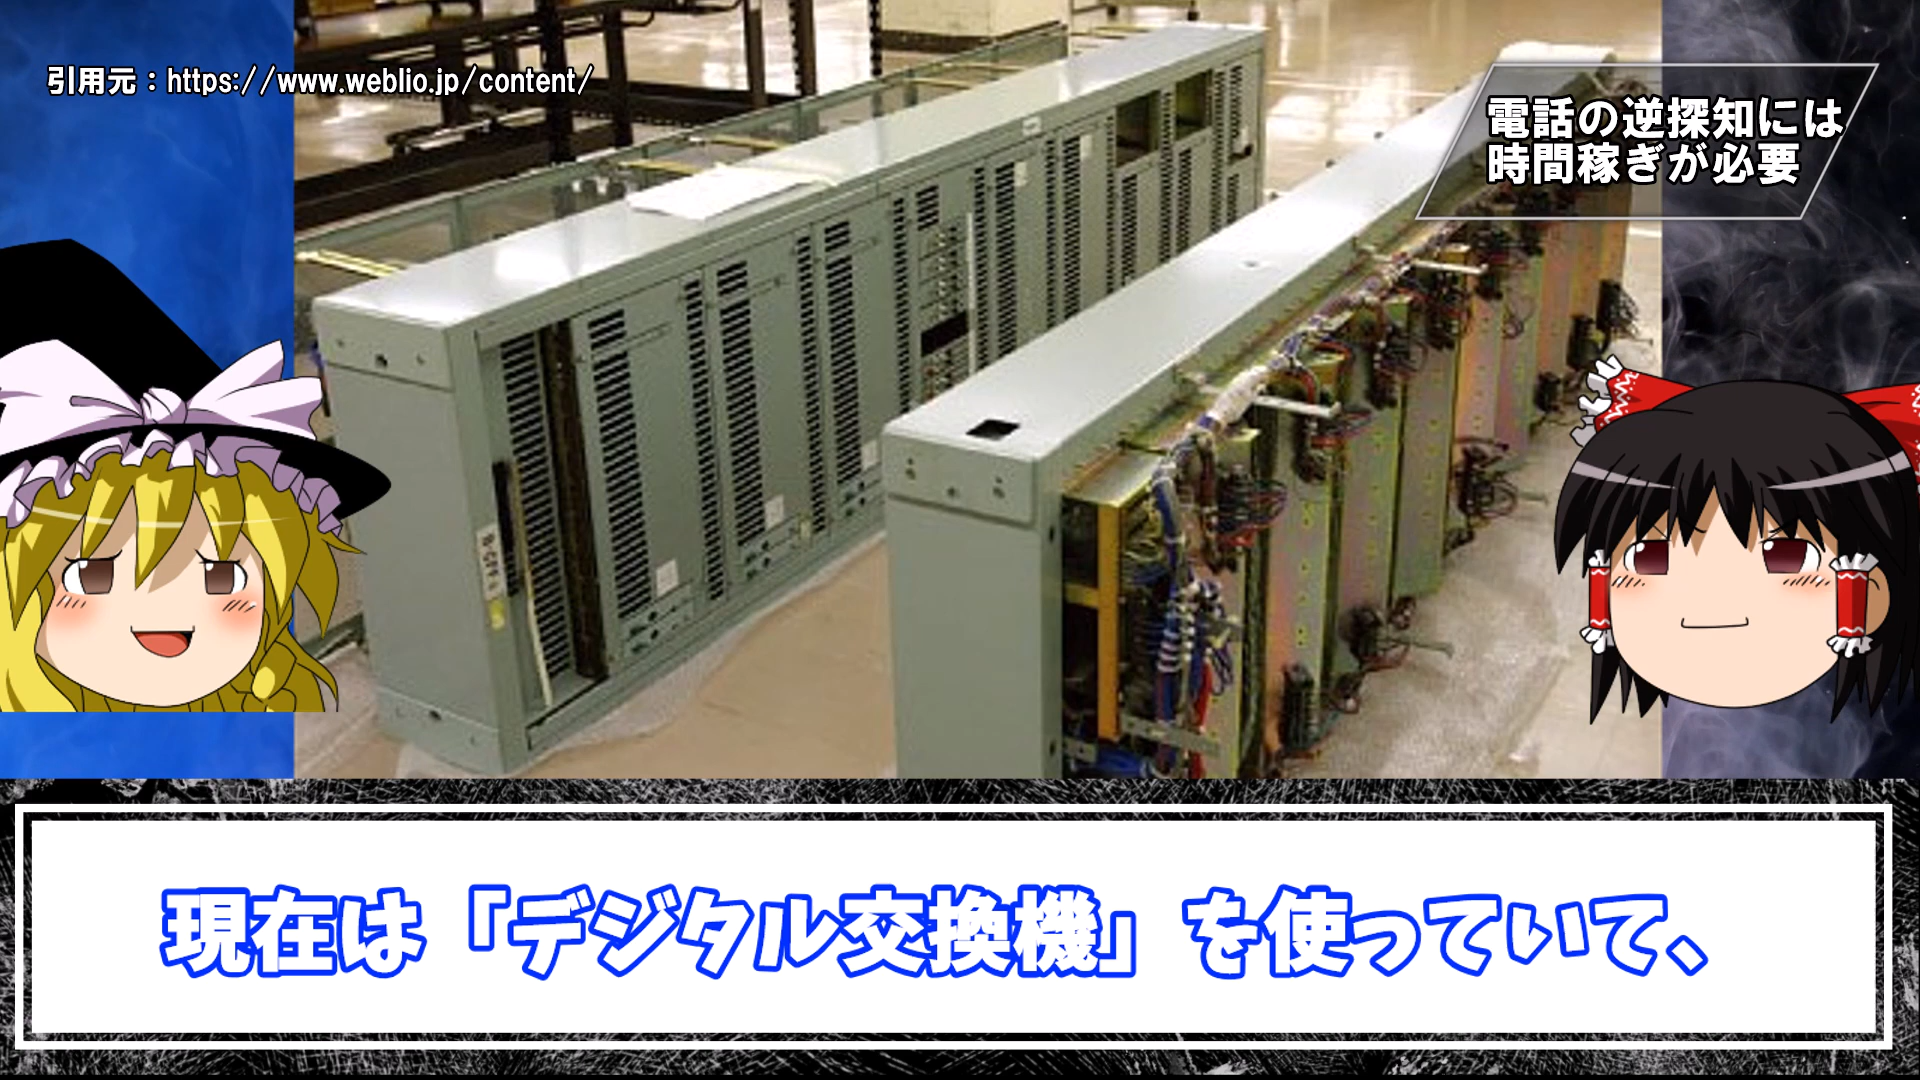 引用元：https://www.weblio.jp/content/
電話の逆探知には
時間稼ぎが必要
現在は「デジタル交換機」を使っていて、